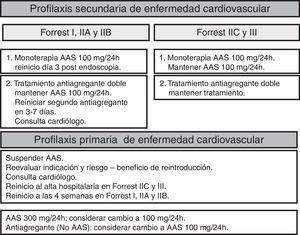 Profilaxis secundaria de enfermedad cardiovascular
Forrest I, IIA y IIB
1. Monoterapia AAS 100 mg/24h
reinicio día 3 post endoscopia.
2. Tratamiento antiagregante doble
mantener AAS 100 mg/24h.
Reiniciar segundo antiagregante
en 3-7 días.
Consulta cardiólogo.
Forrest IIC y III
1. Monoterapia AAS 100 mg/24h.
Mantener AAS 100 mg/24h.
2. Tratamiento antiagregante doble
mantener tratamiento.
Profilaxis primaria de enfermedad cardiovascular
Suspender AAS.
Reevaluar indicación y riesgo – beneficio de reintroducción.
Consulta cardiólogo.
Reinicio al alta hospitalaria en Forrest IIC y III.
Reinicio a las 4 semanas en Forrest I, IIA y IIB.
AAS 300 mg/24h: considerar cambio a 100 mg/24h.
Antiagregante (No AAS): considerar cambio a AAS 100 mg/24h.